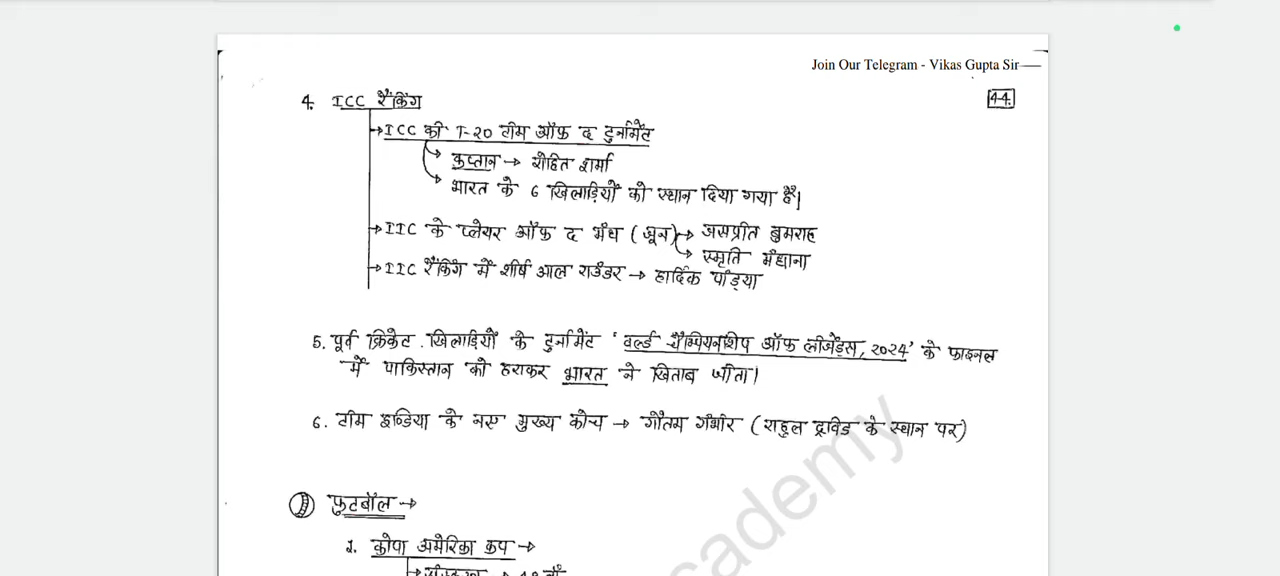 Join Our Telegram - Vikas Gupta Sir
44
4. ICC रैंकिंग
→ ICC की T-20 टीम ऑफ द टुर्नामेंट
→ कप्तान → रोहित शर्मा
→ भारत के 6 खिलाड़ियों को स्थान दिया गया है।
→ IIC के प्लेयर ऑफ द मंथ (जून) → जसप्रीत बुमराह
→ स्मृति मंधाना
→ IIC रैंकिंग में शीर्ष आल राउंडर → हार्दिक पांड्या
5. पूर्व क्रिकेट खिलाड़ियों के टुर्नामेंट 'वर्ल्ड चैम्पियनशिप ऑफ लीजेंड्स, 2024' के फाइनल
में पाकिस्तान को हराकर भारत ने खिताब जीता।
6. टीम इण्डिया के नए मुख्य कोच → गौतम गंभीर (राहुल द्रविड के स्थान पर)
फुटबॉल →
1. कोपा अमेरिका कप →
cademy